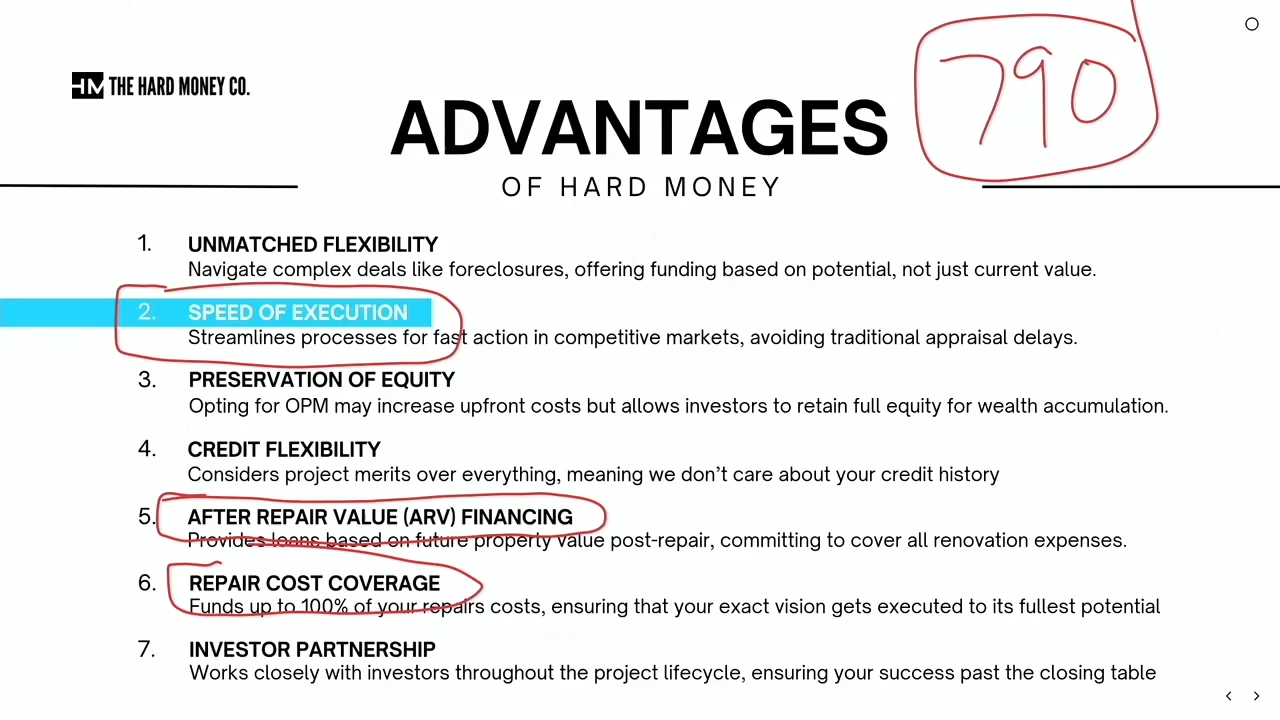 790
HM THE HARD MONEY CO.
ADVANTAGES
OF HARD MONEY
1. UNMATCHED FLEXIBILITY
Navigate complex deals like foreclosures, offering funding based on potential, not just current value.
2. SPEED OF EXECUTION
Streamlines processes for fast action in competitive markets, avoiding traditional appraisal delays.
3. PRESERVATION OF EQUITY
Opting for OPM may increase upfront costs but allows investors to retain full equity for wealth accumulation.
4. CREDIT FLEXIBILITY
Considers project merits over everything, meaning we don't care about your credit history
5. AFTER REPAIR VALUE (ARV) FINANCING
Provides loans based on future property value post-repair, committing to cover all renovation expenses.
6. REPAIR COST COVERAGE
Funds up to 100% of your repairs costs, ensuring that your exact vision gets executed to its fullest potential
7. INVESTOR PARTNERSHIP
Works closely with investors throughout the project lifecycle, ensuring your success past the closing table